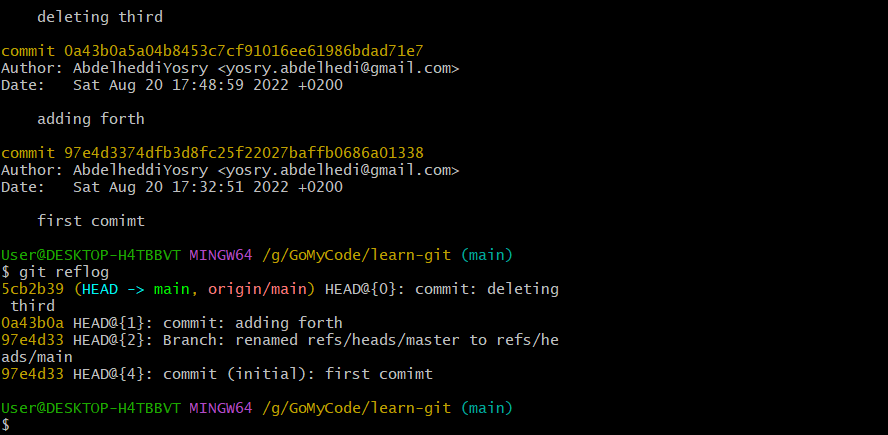 deleting third
commit 0a43b0a5a04b8453c7cf91016ee61986bdad71e7
Author: AbdelheddiYosry <yosry.abdelhedi@gmail.com>
Date:   Sat Aug 20 17:48:59 2022 +0200
adding forth
commit 97e4d3374dfb3d8fc25f22027baffb0686a01338
Author: AbdelheddiYosry <yosry.abdelhedi@gmail.com>
Date:   Sat Aug 20 17:32:51 2022 +0200
first comimt
User@DESKTOP-H4TBBVT MINGW64 /g/GoMyCode/learn-git (main)
$ git reflog
5cb2b39 (HEAD -> main, origin/main) HEAD@{0}: commit: deleting
third
0a43b0a HEAD@{1}: commit: adding forth
97e4d33 HEAD@{2}: Branch: renamed refs/heads/master to refs/he
ads/main
97e4d33 HEAD@{4}: commit (initial): first comimt
User@DESKTOP-H4TBBVT MINGW64 /g/GoMyCode/learn-git (main)
$